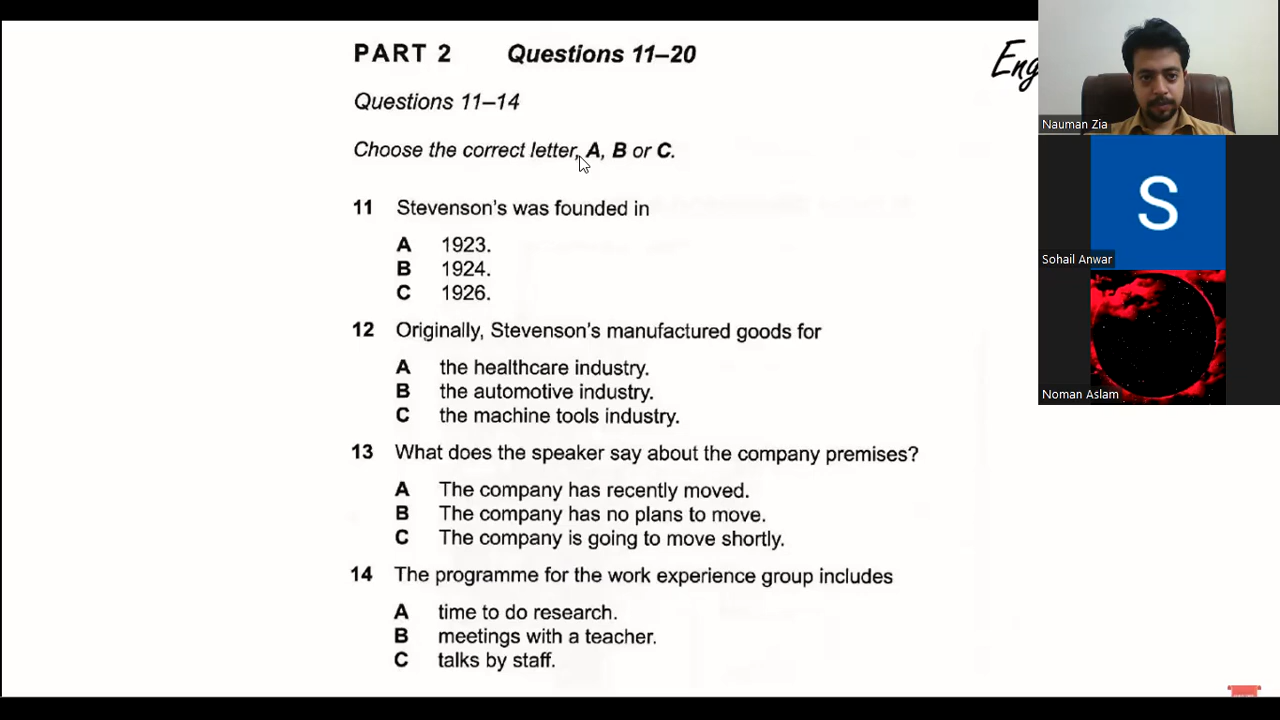 PART 2 Questions 11–20
Eng
Questions 11–14
Choose the correct letter, A, B or C.
11 Stevenson's was founded in
A 1923.
B 1924.
C 1926.
12 Originally, Stevenson's manufactured goods for
A the healthcare industry.
B the automotive industry.
C the machine tools industry.
13 What does the speaker say about the company premises?
A The company has recently moved.
B The company has no plans to move.
C The company is going to move shortly.
14 The programme for the work experience group includes
A time to do research.
B meetings with a teacher.
C talks by staff.
Nauman Zia
S
Sohail Anwar
Noman Aslam